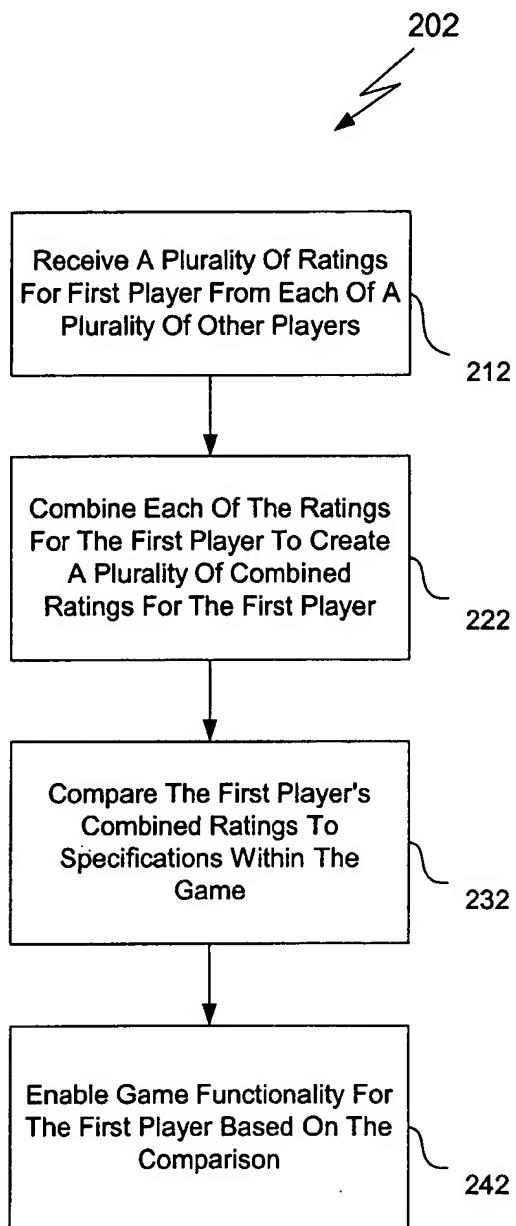 202
Receive A Plurality Of Ratings
For First Player From Each Of A
Plurality Of Other Players
212
Combine Each Of The Ratings
For The First Player To Create
A Plurality Of Combined
Ratings For The First Player
222
Compare The First Player's
Combined Ratings To
Specifications Within The
Game
232
Enable Game Functionality For
The First Player Based On The
Comparison
242